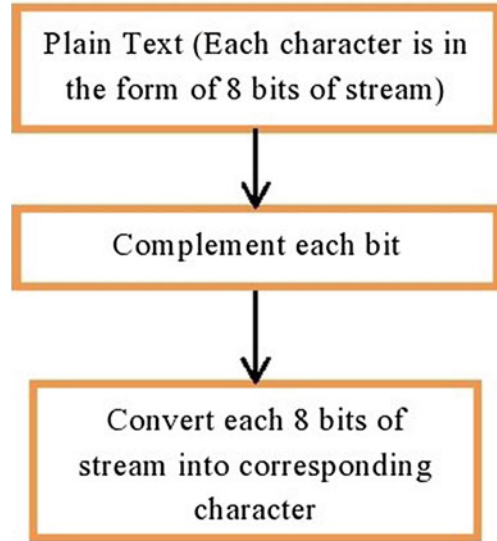 Plain Text (Each character is in
the form of 8 bits of stream)
Complement each bit
Convert each 8 bits of
stream into corresponding
character